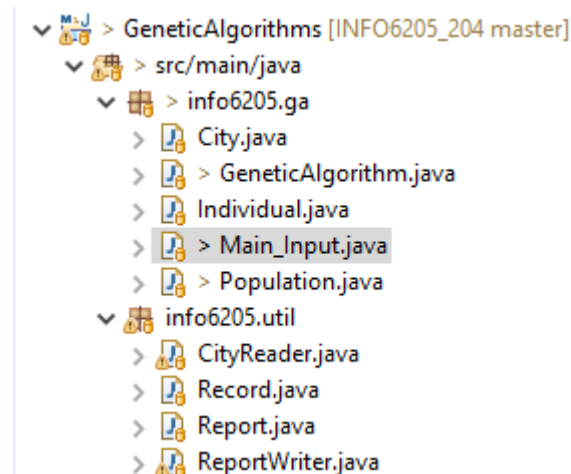 > GeneticAlgorithms [INFO6205_204 master]
> src/main/java
> info6205.ga
City.java
> GeneticAlgorithm.java
Individual.java
> Main_Input.java
> Population.java
info6205.util
CityReader.java
Record.java
Report.java
ReportWriter.java